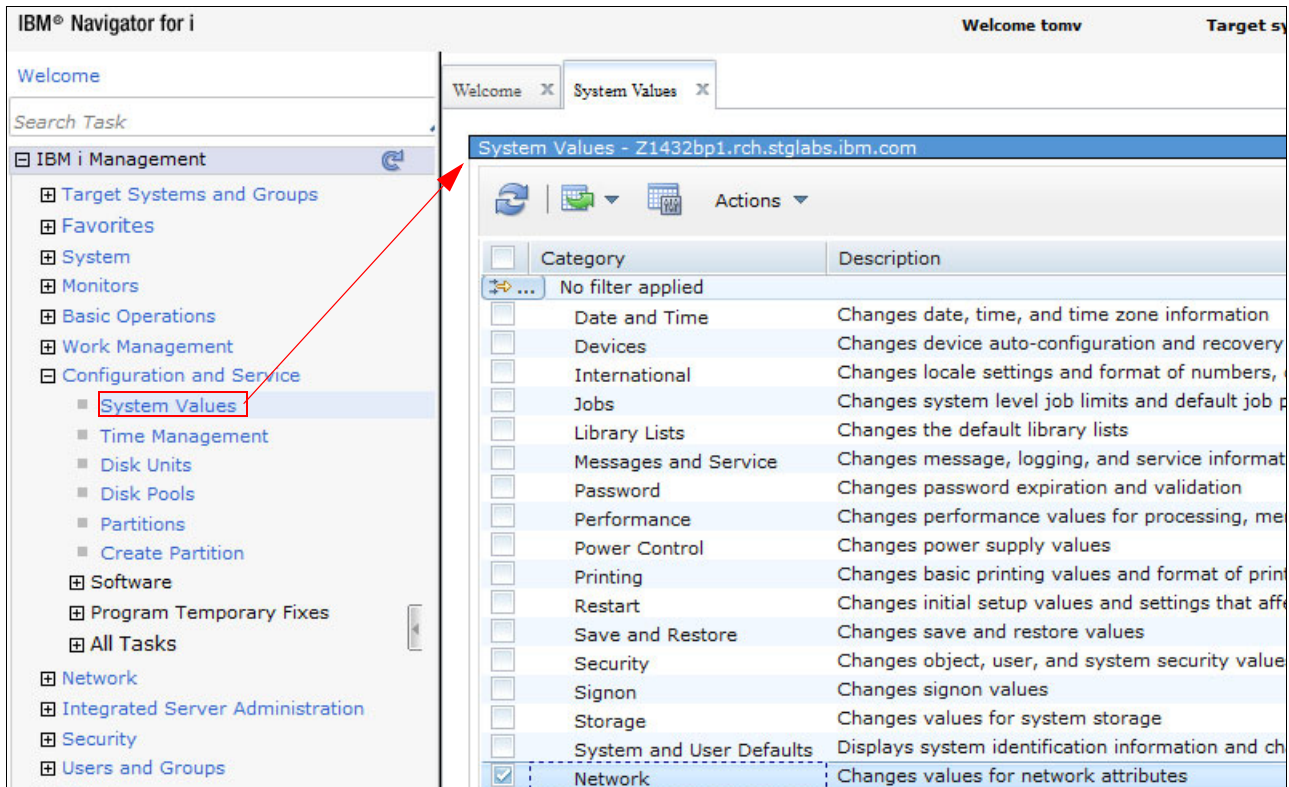 IBM® Navigator for i
Welcome tomv
Target sy
Welcome
Search Task
IBM i Management
Target Systems and Groups
Favorites
System
Monitors
Basic Operations
Work Management
Configuration and Service
System Values
Time Management
Disk Units
Disk Pools
Partitions
Create Partition
Software
Program Temporary Fixes
All Tasks
Network
Integrated Server Administration
Security
Users and Groups
Welcome X
System Values X
System Values - Z1432bp1.rch.stglabs.ibm.com
Actions
Category Description
... No filter applied
Date and Time Changes date, time, and time zone information
Devices Changes device auto-configuration and recovery
International Changes locale settings and format of numbers,
Jobs Changes system level job limits and default job p
Library Lists Changes the default library lists
Messages and Service Changes message, logging, and service informat
Password Changes password expiration and validation
Performance Changes performance values for processing, me
Power Control Changes power supply values
Printing Changes basic printing values and format of print
Restart Changes initial setup values and settings that affe
Save and Restore Changes save and restore values
Security Changes object, user, and system security value
Signon Changes signon values
Storage Changes values for system storage
System and User Defaults Displays system identification information and ch
Network Changes values for network attributes